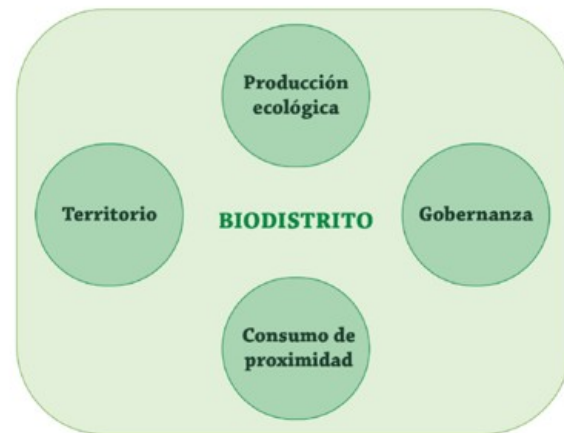 Producción
ecológica
Territorio
BIODISTRITO
Gobernanza
Consumo de
proximidad